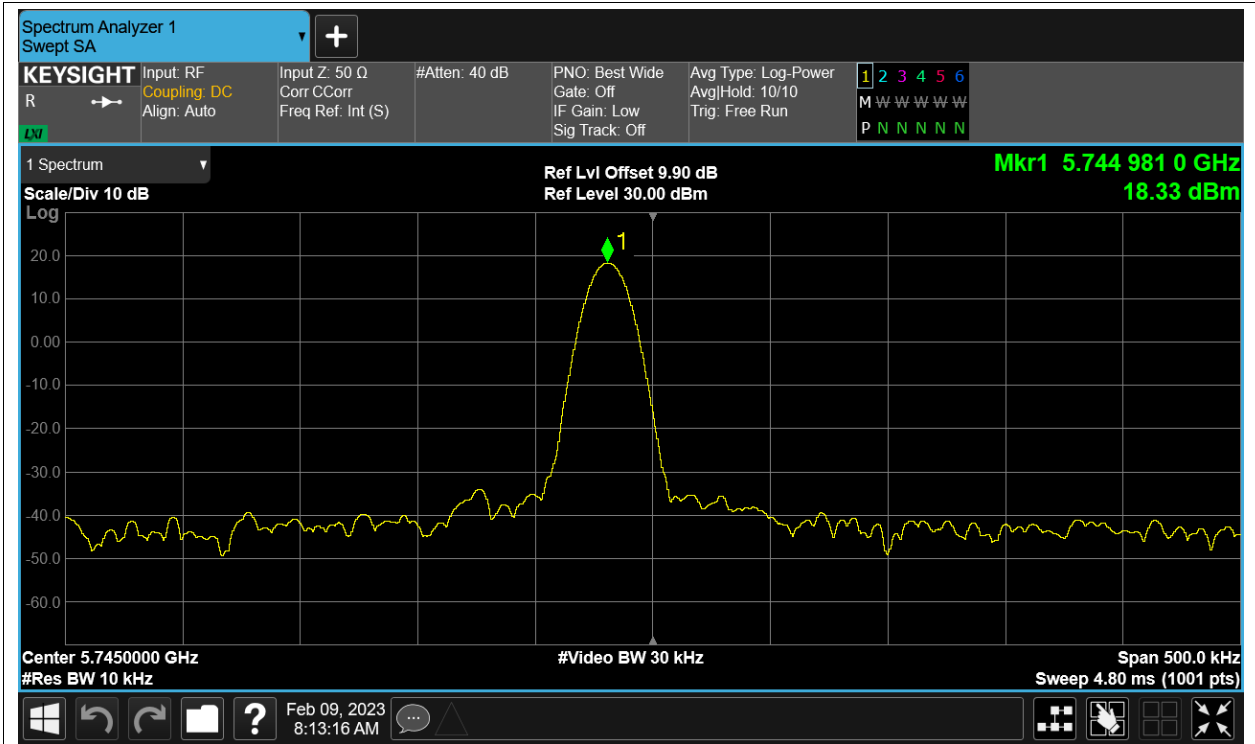 Spectrum Analyzer 1
Swept SA
KEYSIGHT Input: RF Input Z: 50 Ω #Atten: 40 dB PNO: Best Wide Avg Type: Log-Power 1 2 3 4 5 6
R Coupling: DC Corr CCorr Gate: Off Avg|Hold: 10/10 M W W W W W
Align: Auto Freq Ref: Int (S) IF Gain: Low Trig: Free Run
LXI Sig Track: Off P N N N N N
1 Spectrum Ref Lvl Offset 9.90 dB Mkr1 5.744 981 0 GHz
Scale/Div 10 dB Ref Level 30.00 dBm 18.33 dBm
Log
1
20.0
10.0
0.00
-10.0
-20.0
-30.0
-40.0
-50.0
-60.0
Center 5.7450000 GHz #Video BW 30 kHz Span 500.0 kHz
#Res BW 10 kHz Sweep 4.80 ms (1001 pts)
? Feb 09, 2023
8:13:16 AM